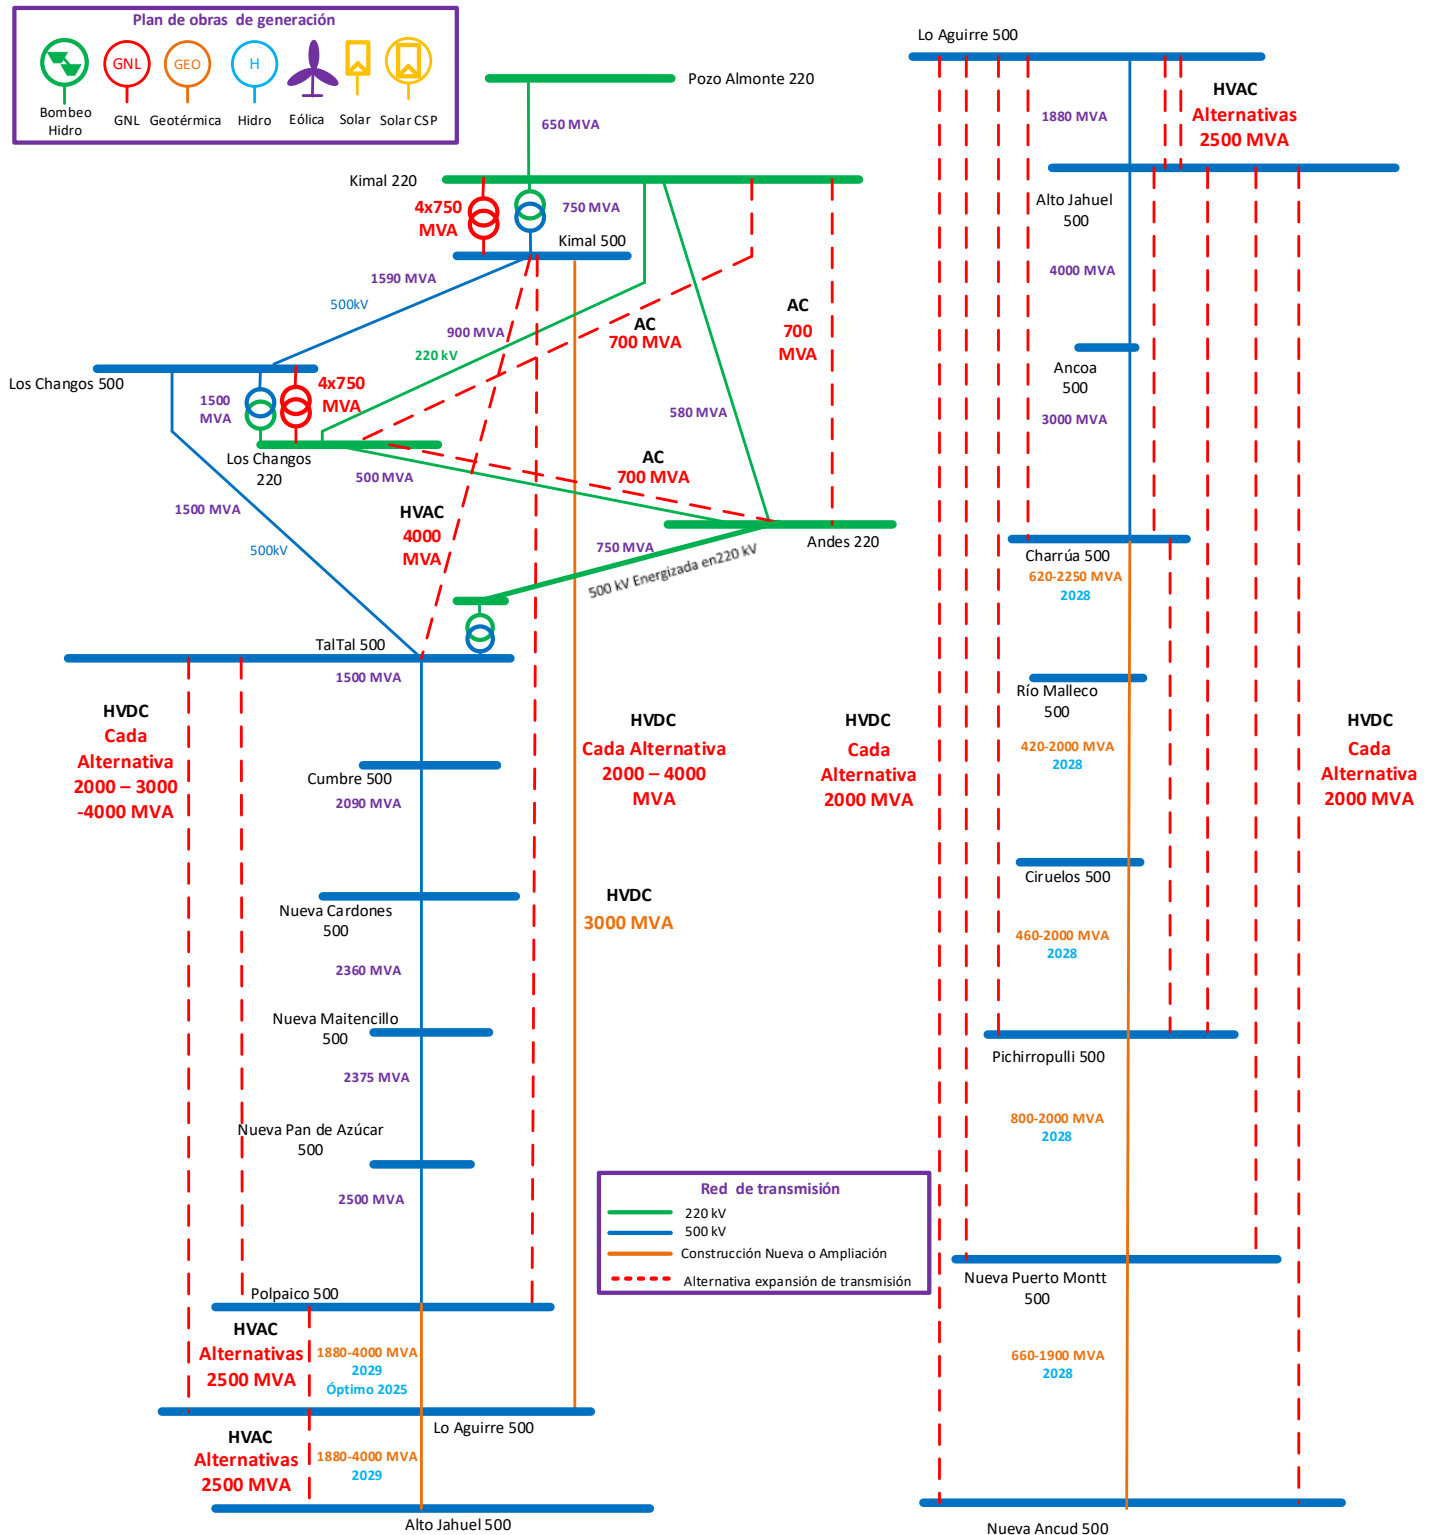 Plan de obras de generación
GNL
GEO
H
Bombeo
Hidro
GNL
Geotérmica
Hidro
Eólica
Solar
Solar CSP
Pozo Almonte 220
650 MVA
Kimal 220
4x750
MVA
750 MVA
Kimal 500
1590 MVA
500kV
900 MVA
220 kV
AC
700 MVA
AC
700
MVA
Los Changos 500
1500
MVA
4x750
MVA
580 MVA
Los Changos
220
500 MVA
AC
700 MVA
1500 MVA
500kV
HVAC
4000
MVA
750 MVA
Andes 220
500 kV Energizada en220 kV
TalTal 500
1500 MVA
HVDC
Cada
Alternativa
2000 – 3000
-4000 MVA
HVDC
Cada Alternativa
2000 – 4000
MVA
Cumbre 500
2090 MVA
HVDC
3000 MVA
Nueva Cardones
500
2360 MVA
Nueva Maitencillo
500
2375 MVA
Nueva Pan de Azúcar
500
2500 MVA
Red de transmisión
220 kV
500 kV
Construcción Nueva o Ampliación
Alternativa expansión de transmisión
Polpaico 500
HVAC
Alternativas
2500 MVA
1880-4000 MVA
2029
Óptimo 2025
Lo Aguirre 500
HVAC
Alternativas
2500 MVA
1880-4000 MVA
2029
Alto Jahuel 500
Lo Aguirre 500
1880 MVA
HVAC
Alternativas
2500 MVA
Alto Jahuel
500
4000 MVA
Ancoa
500
3000 MVA
Charrúa 500
620-2250 MVA
2028
Río Malleco
500
HVDC
Cada
Alternativa
2000 MVA
420-2000 MVA
2028
HVDC
Cada
Alternativa
2000 MVA
Ciruelos 500
460-2000 MVA
2028
Pichirropulli 500
800-2000 MVA
2028
Nueva Puerto Montt
500
660-1900 MVA
2028
Nueva Ancud 500